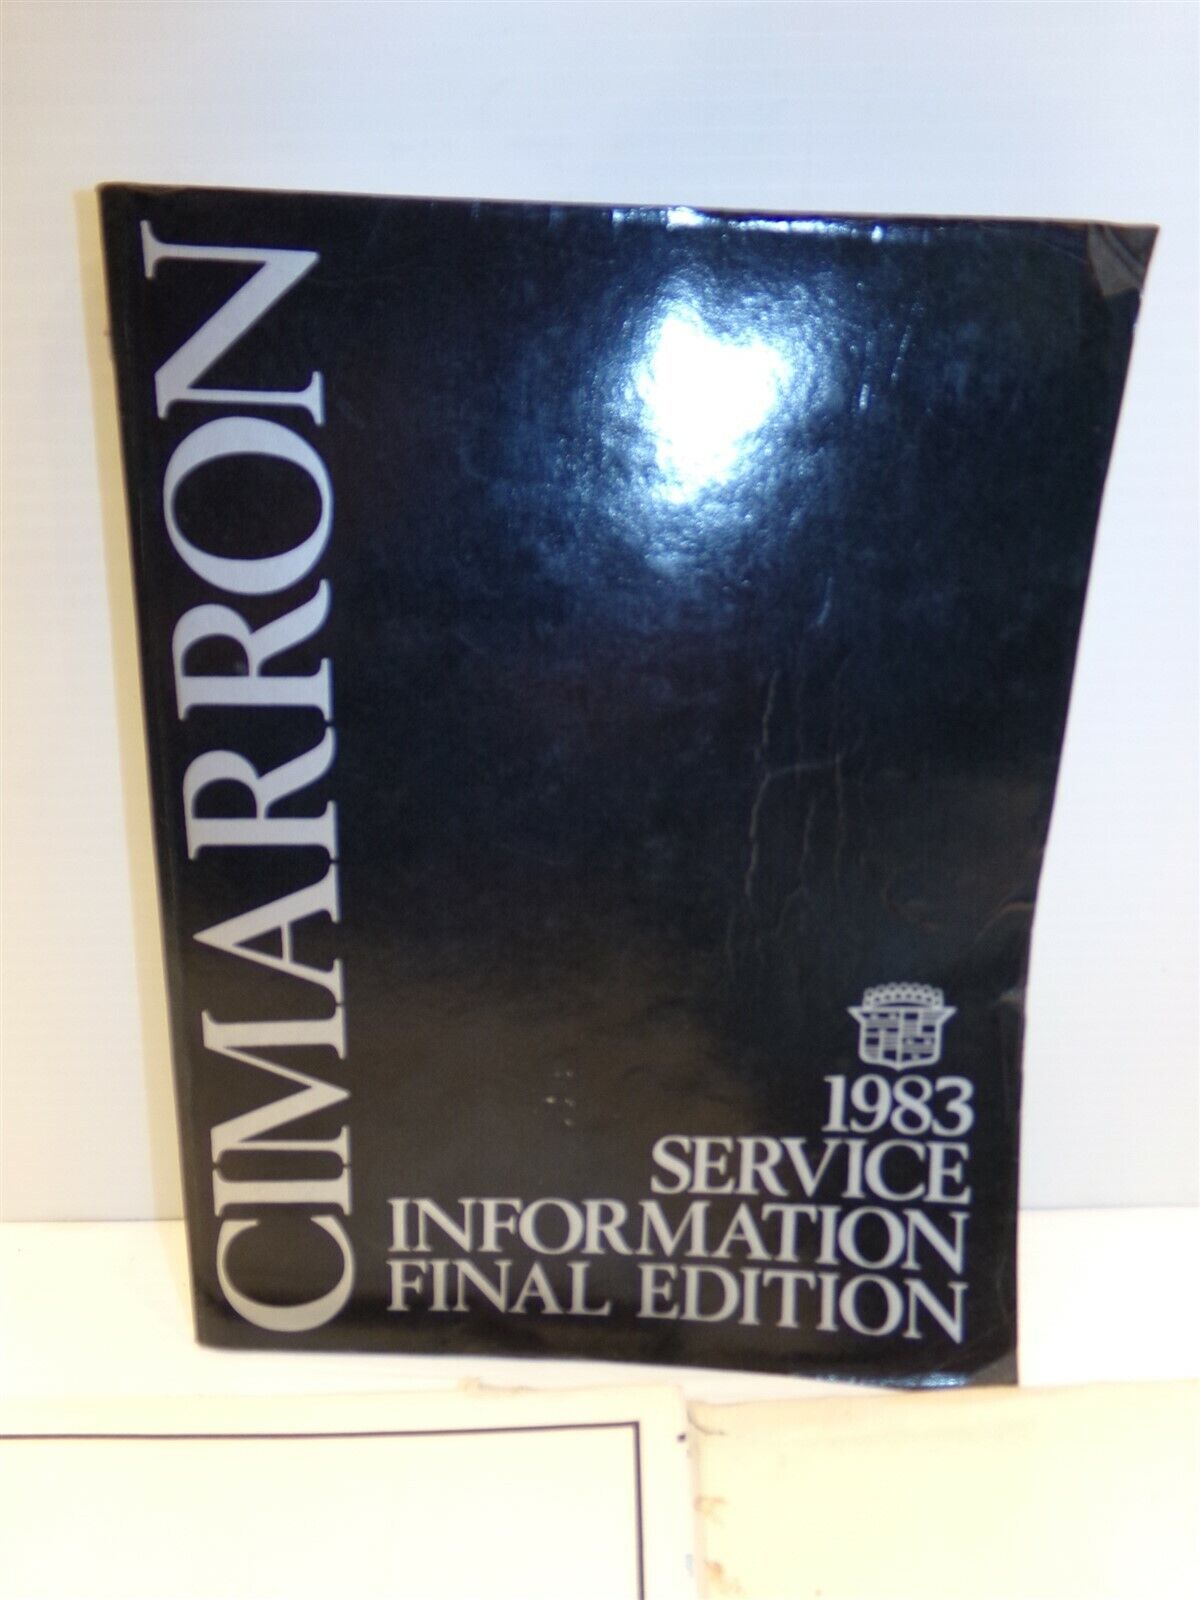 CIMARRON
1983
SERVICE
INFORMATION
FINAL EDITION